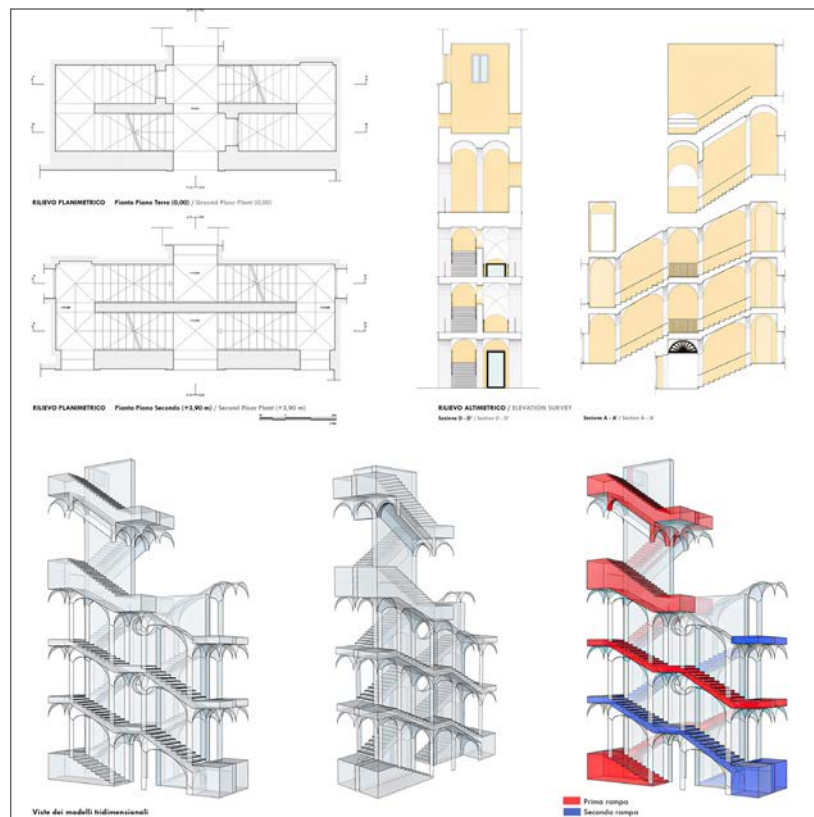 RILIEVO PLANIMETRICO Pianta Piano Terra (0,00) / Ground Floor Plant (0,00)
RILIEVO PLANIMETRICO Pianta Piano Secondo (+3,90 m) / Second Floor Plant (+3,90 m)
RILIEVO ALTIMETRICO / ELEVATION SURVEY
Sezione D - D' / Section D - D'
Sezione A - A' / Section A - A'
Viste dei modelli tridimensionali
Prima rampa
Seconda rampa